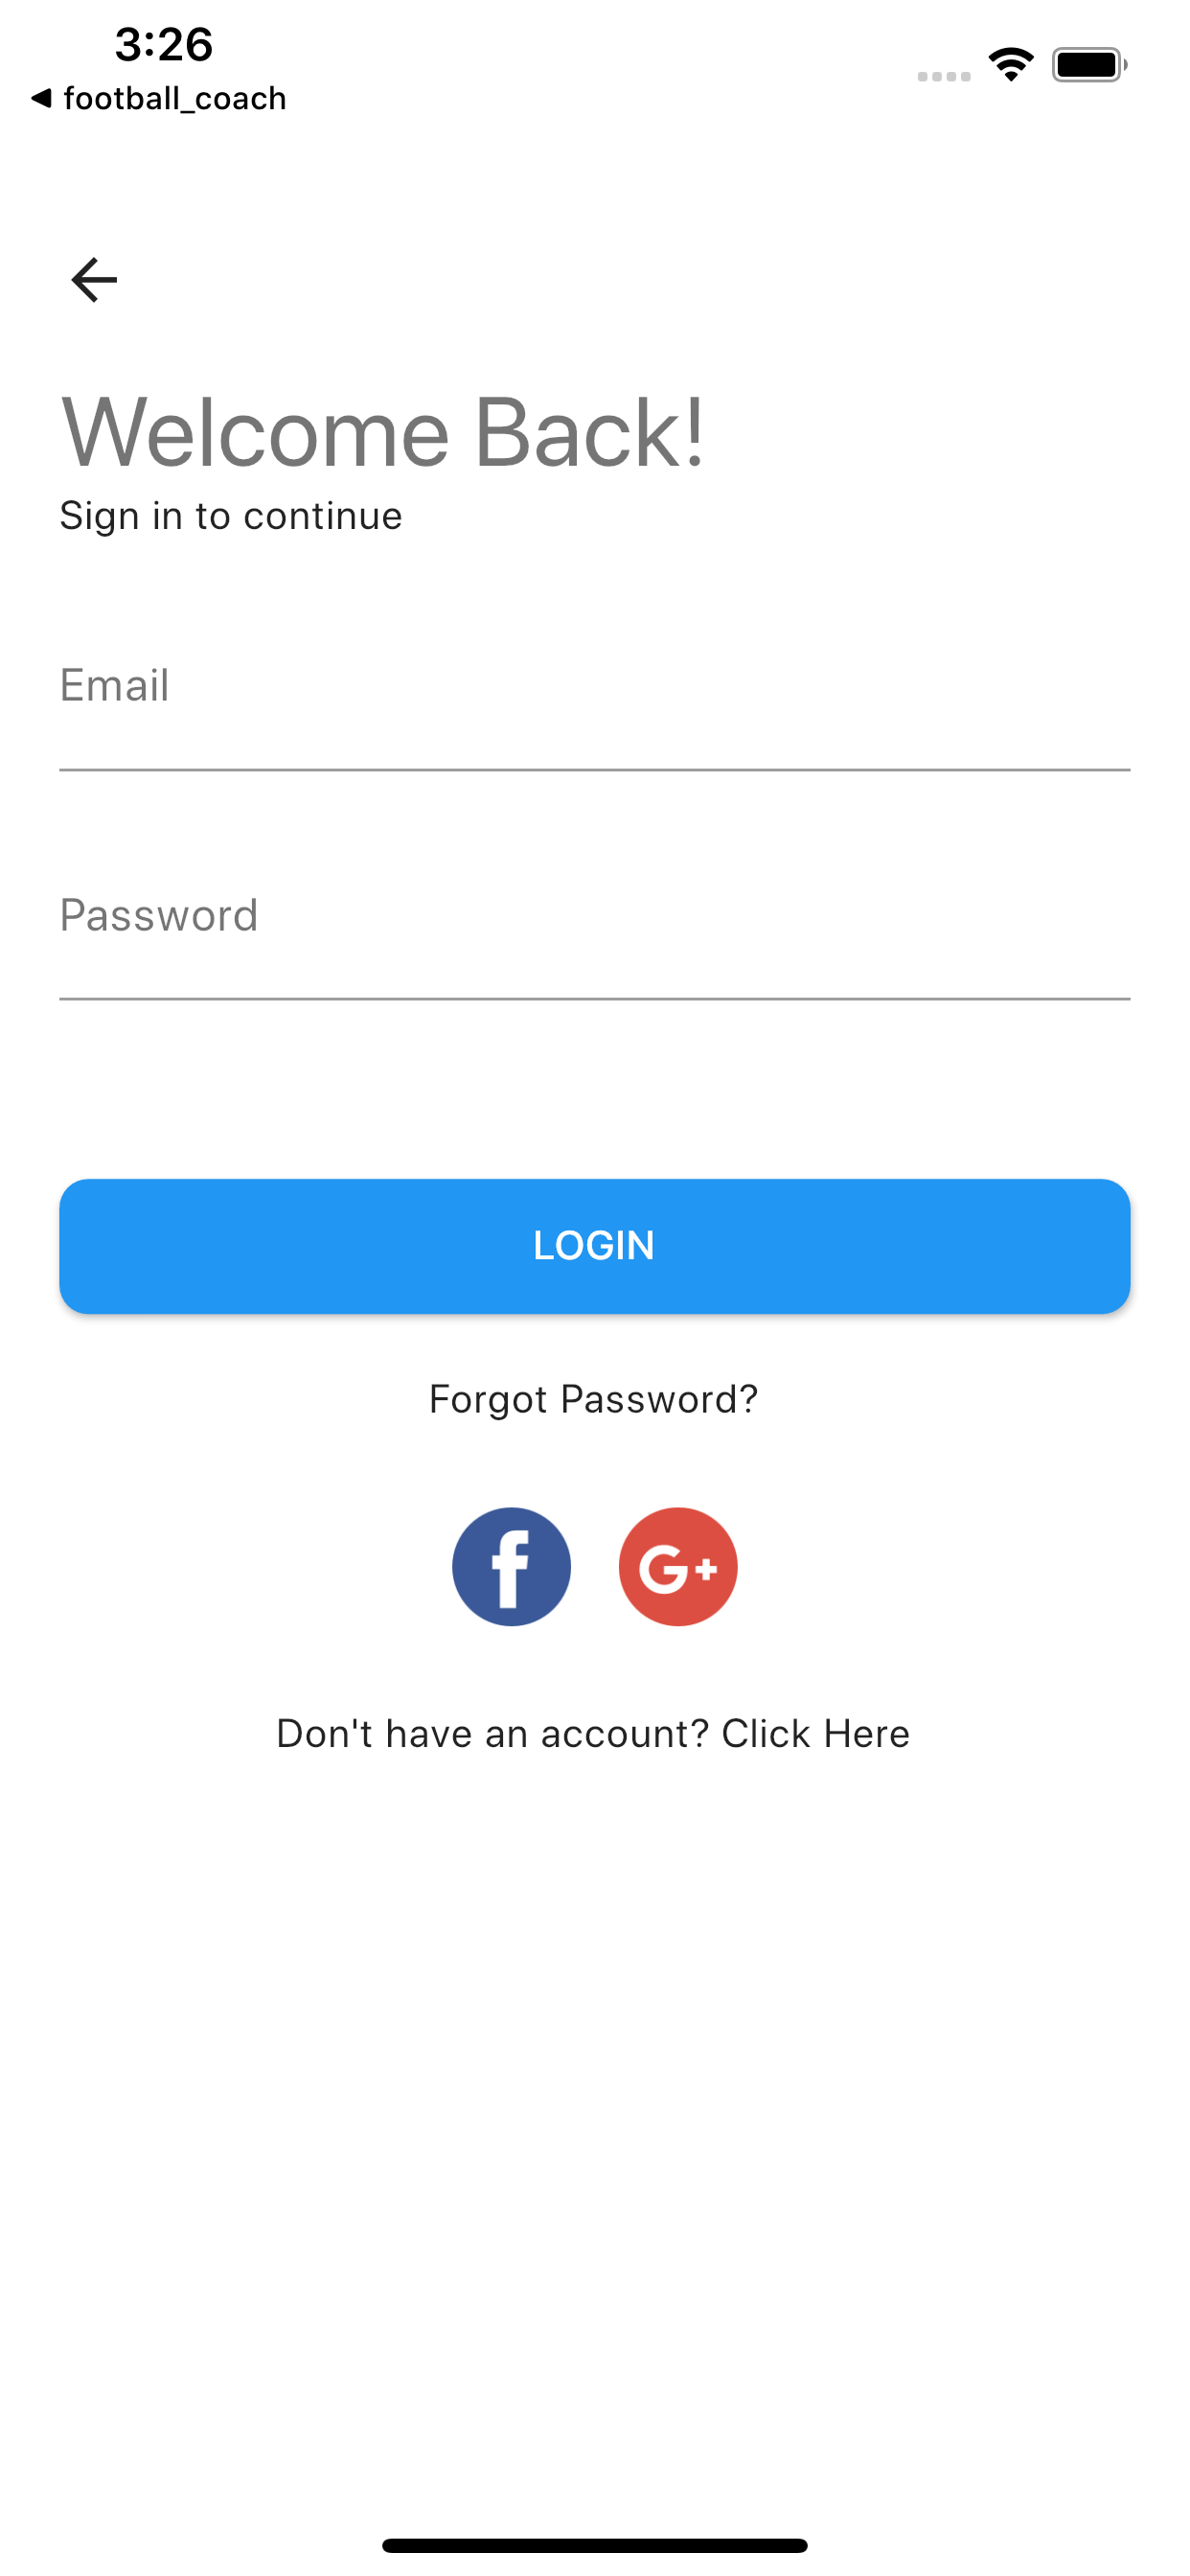 3:26
◀ football_coach
Welcome Back!
Sign in to continue
Email
Password
LOGIN
Forgot Password?
f G+
Don't have an account? Click Here